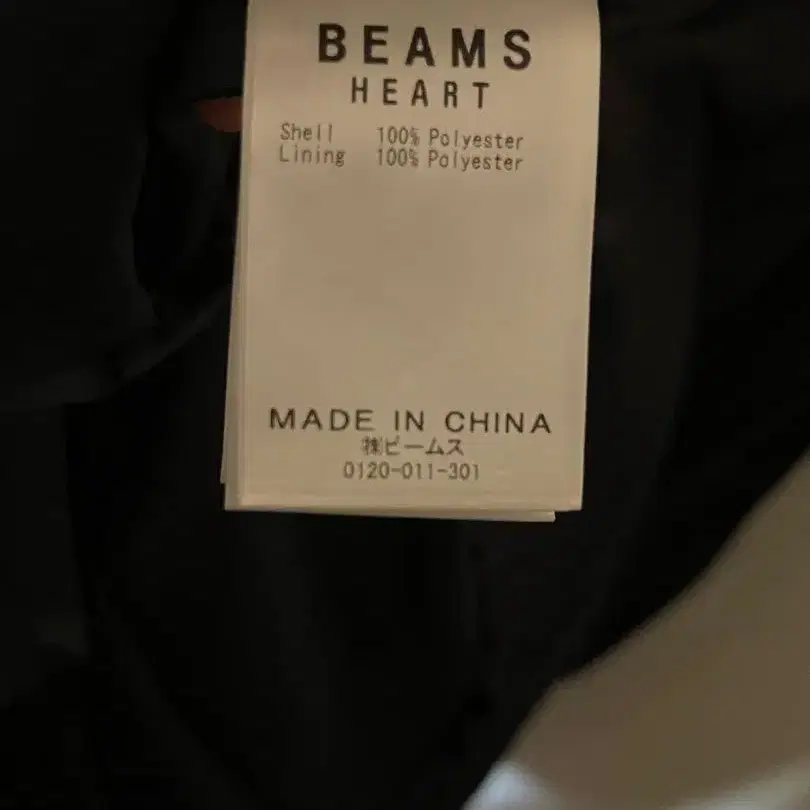 BEAMS
HEART
Shell 100% Polyester
Lining 100% Polyester
MADE IN CHINA
㈱ビームス
0120-011-301